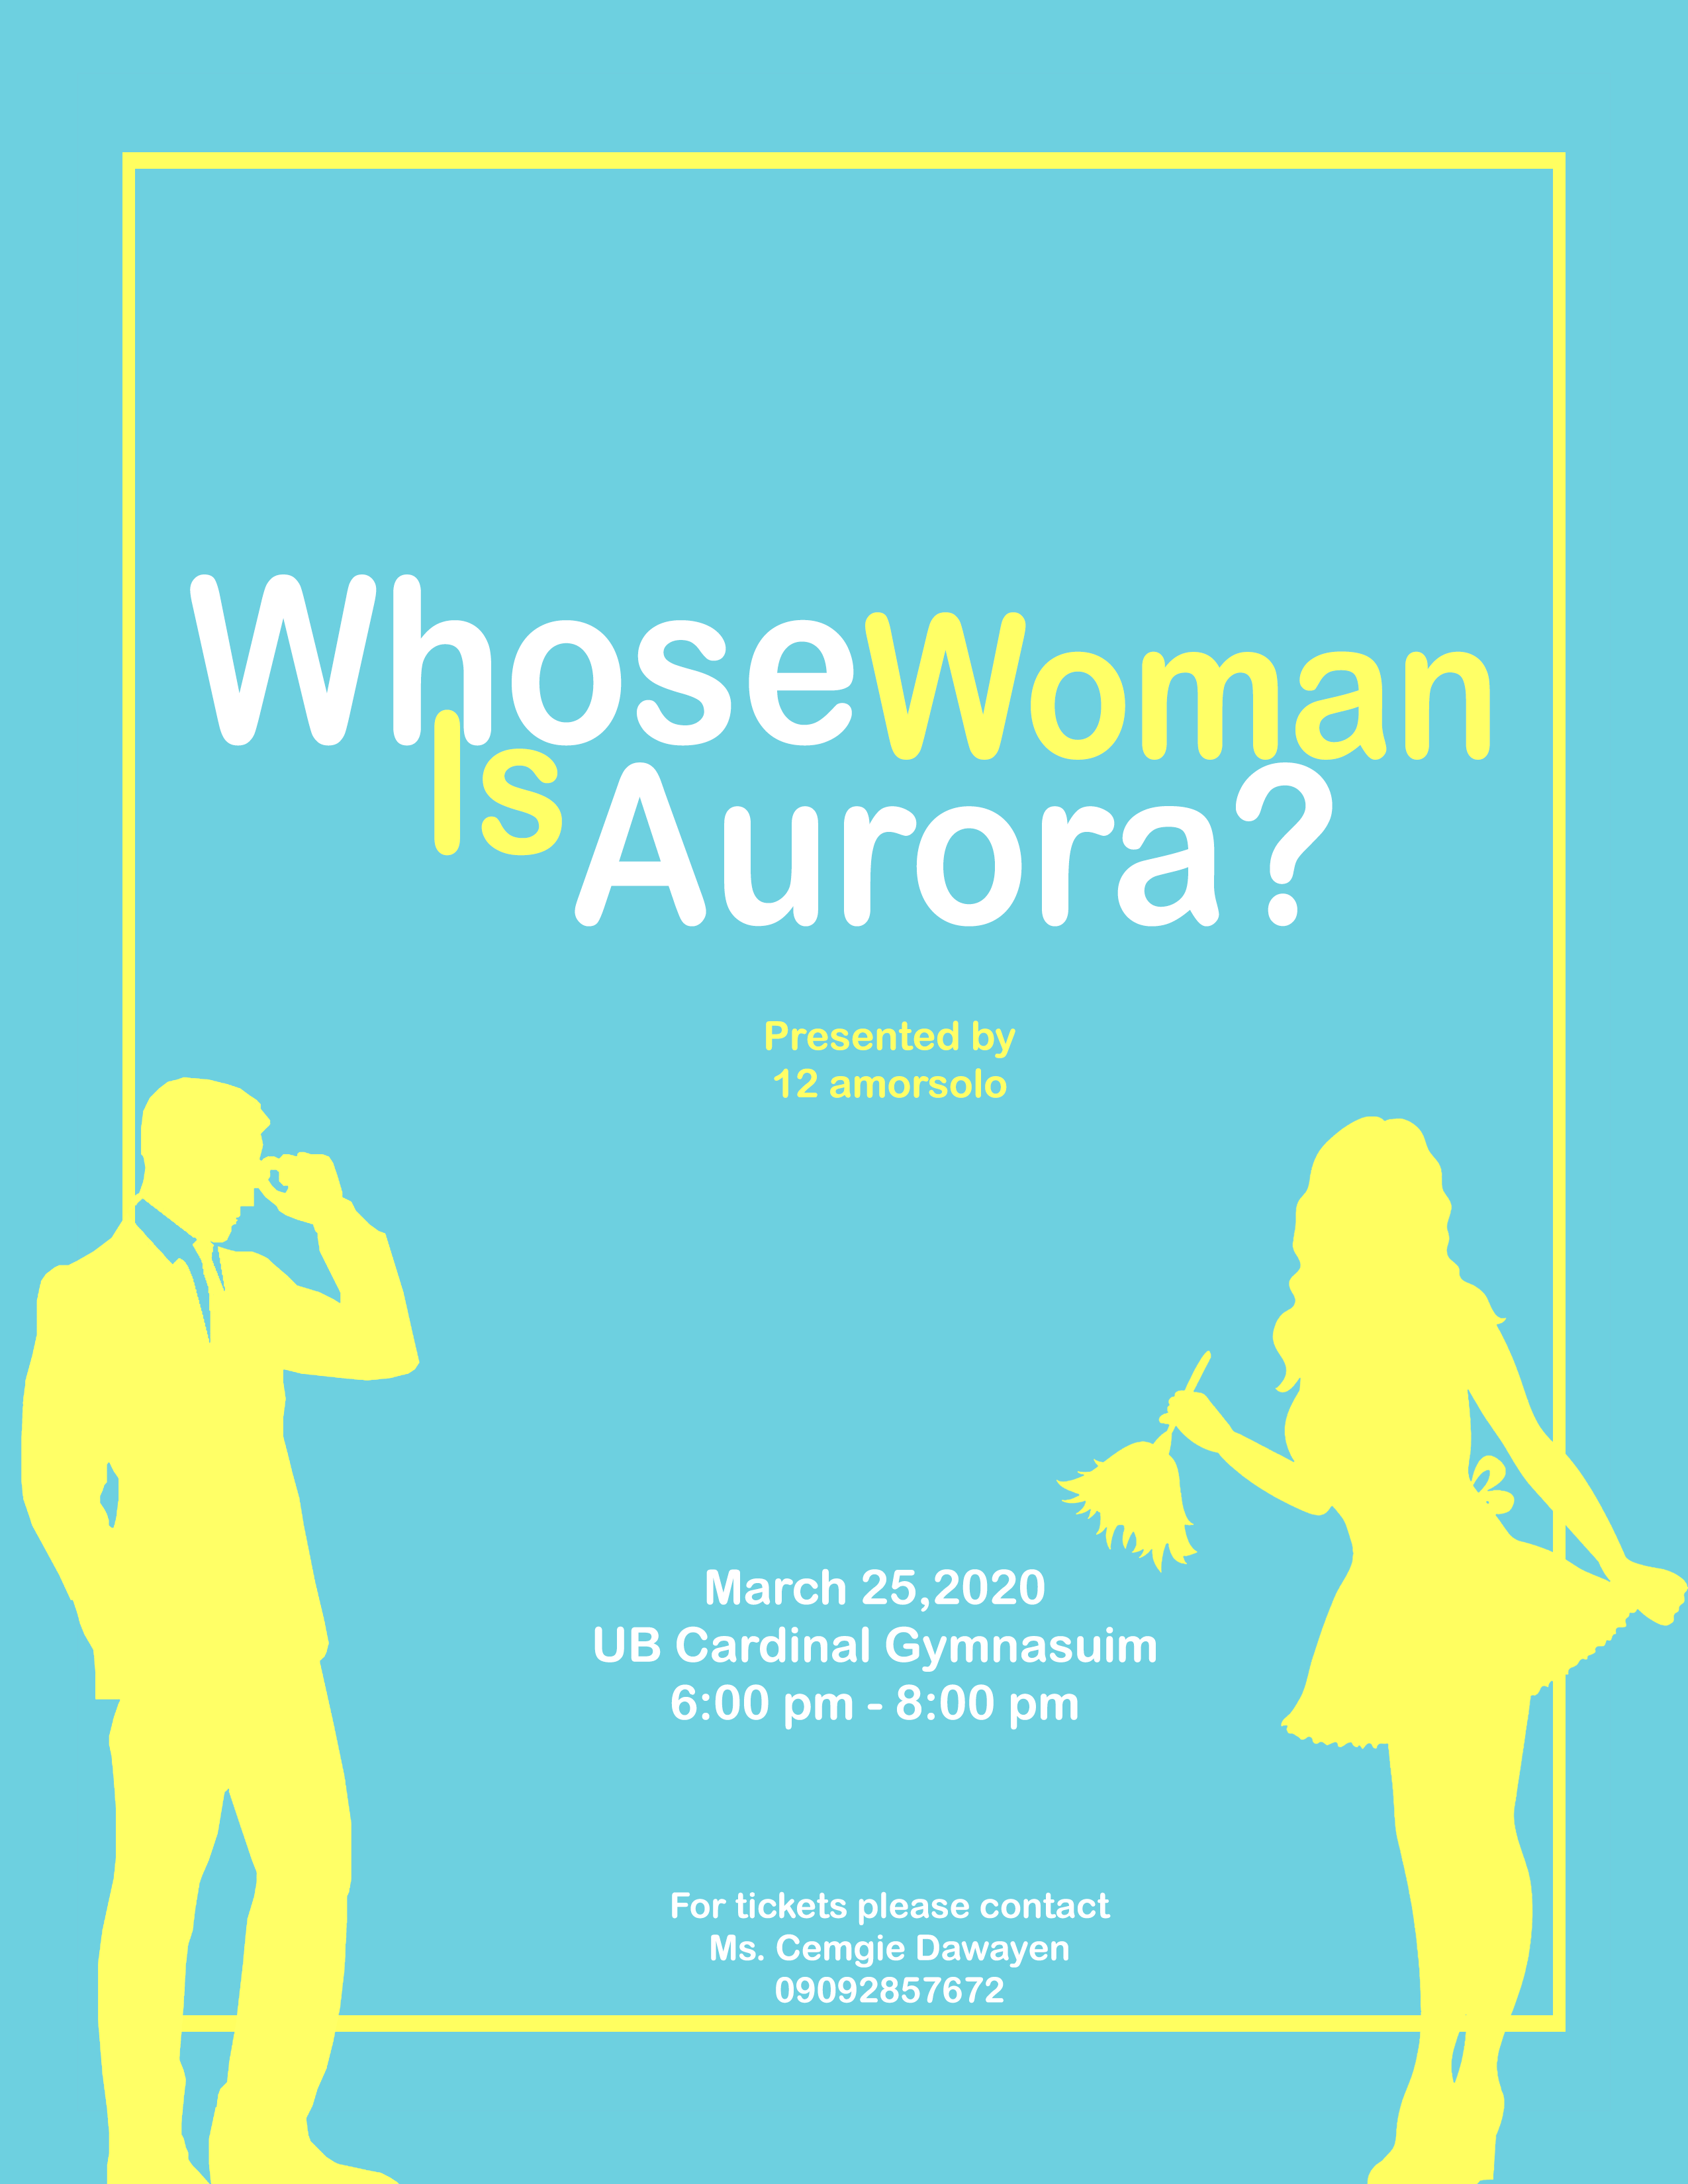 Whose Woman
Is Aurora?
Presented by
12 amorsolo
March 25,2020
UB Cardinal Gymnasuim
6:00 pm - 8:00 pm
For tickets please contact
Ms. Cemgie Dawayen
09092857672